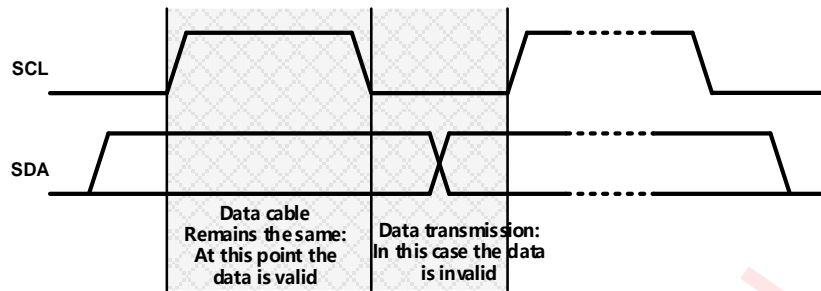 SCL
SDA
Data cable
Remains the same:
At this point the
data is valid
Data transmission:
In this case the data
is invalid